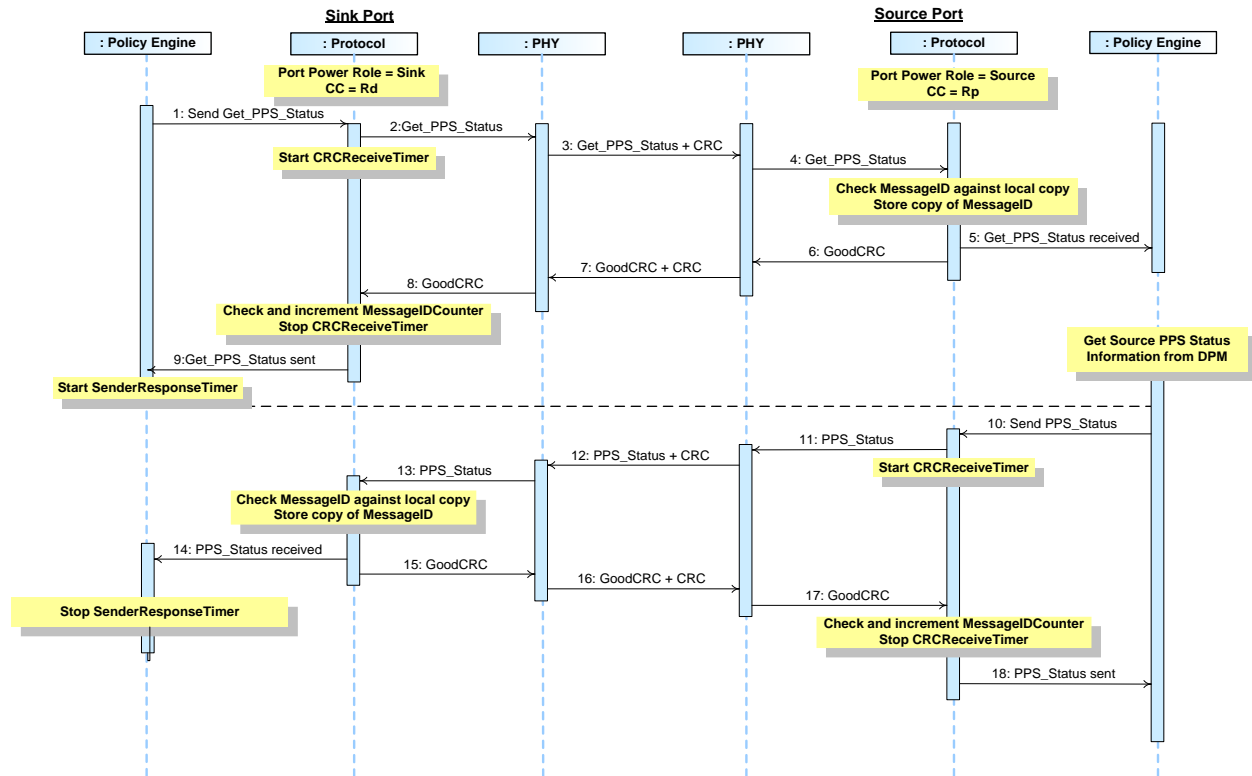 Sink Port
Source Port
: Policy Engine
: Protocol
: PHY
: PHY
: Protocol
: Policy Engine
Port Power Role = Sink
CC = Rd
Port Power Role = Source
CC = Rp
1: Send Get_PPS_Status
2:Get_PPS_Status
Start CRCReceiveTimer
3: Get_PPS_Status + CRC
4: Get_PPS_Status
Check MessageID against local copy
Store copy of MessageID
5: Get_PPS_Status received
6: GoodCRC
7: GoodCRC + CRC
8: GoodCRC
Check and increment MessageIDCounter
Stop CRCReceiveTimer
9:Get_PPS_Status sent
Start SenderResponseTimer
Get Source PPS Status
Information from DPM
10: Send PPS_Status
11: PPS_Status
Start CRCReceiveTimer
12: PPS_Status + CRC
13: PPS_Status
Check MessageID against local copy
Store copy of MessageID
14: PPS_Status received
15: GoodCRC
16: GoodCRC + CRC
17: GoodCRC
Stop SenderResponseTimer
Check and increment MessageIDCounter
Stop CRCReceiveTimer
18: PPS_Status sent